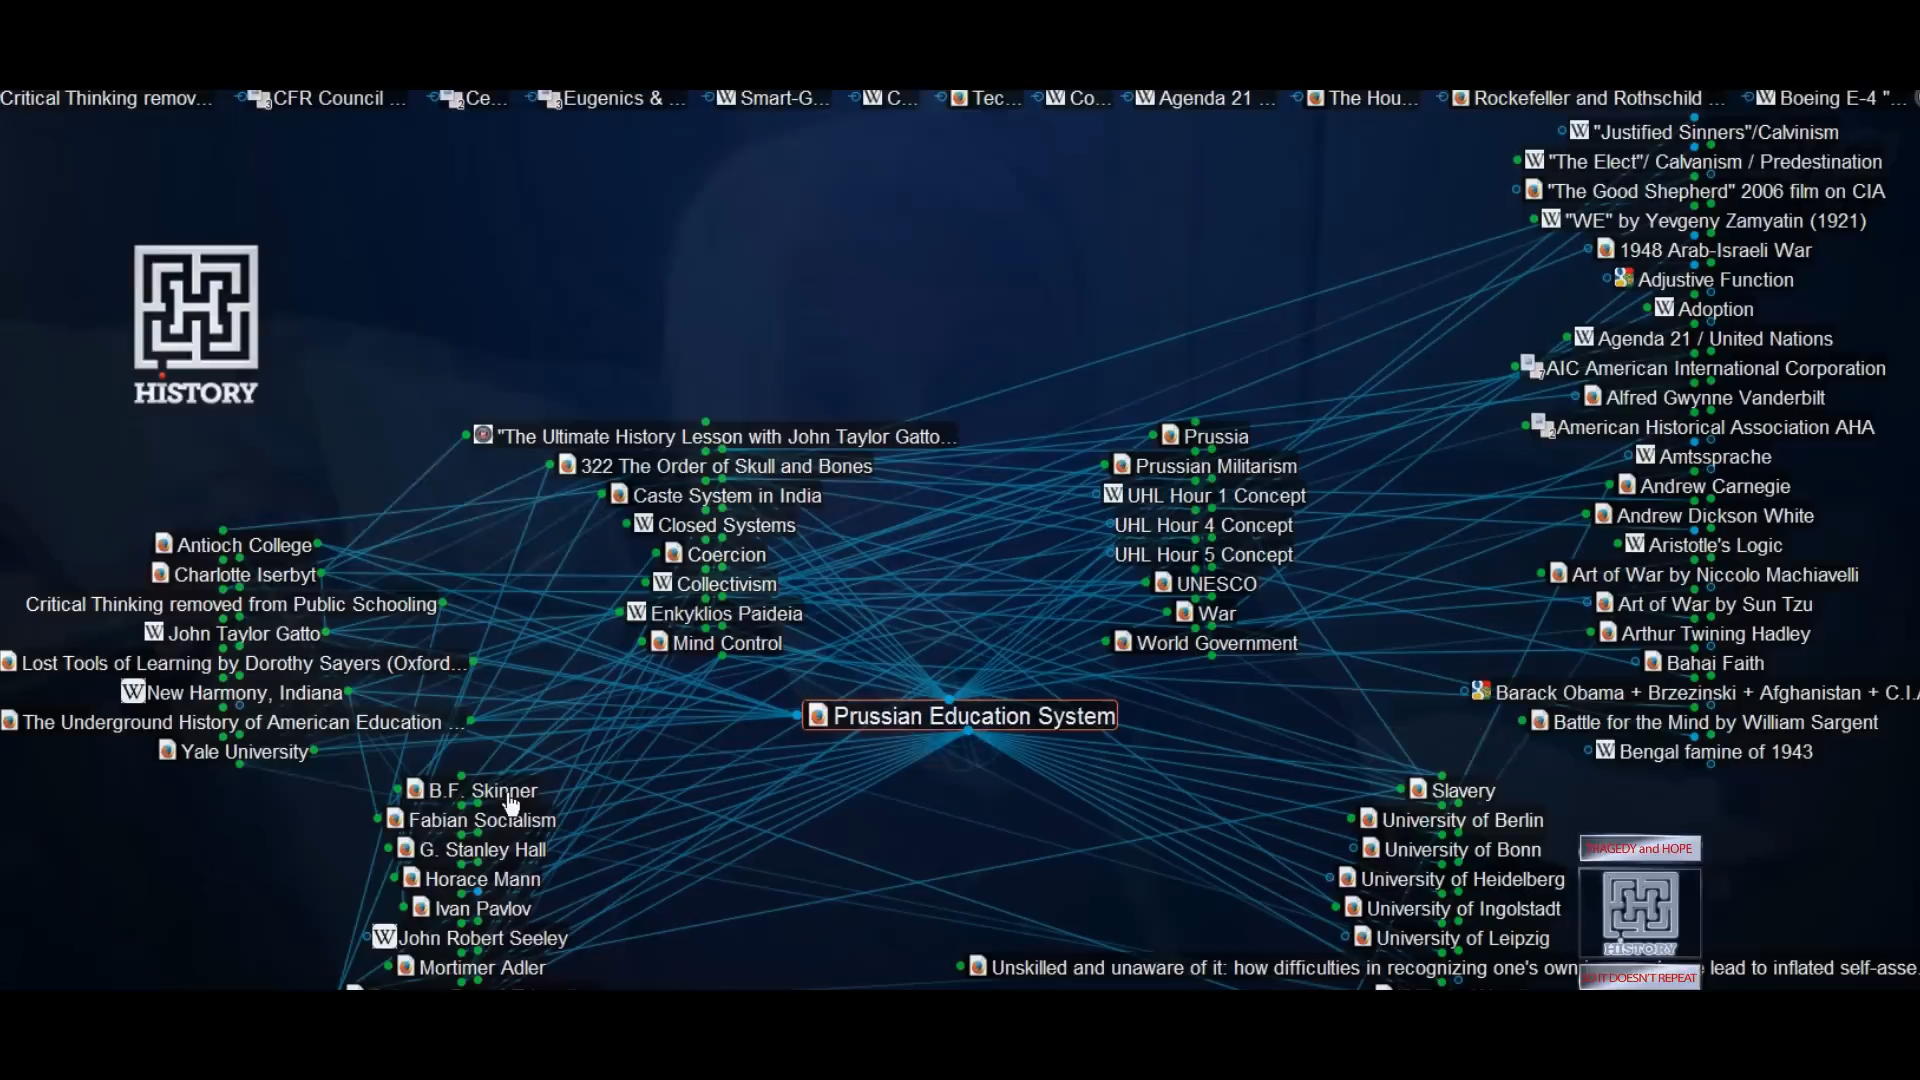 Critical Thinking remov...
CFR Council ...
Ce...
Eugenics & ...
Smart-G...
C...
Tec...
Co...
Agenda 21 ...
The Hou...
Rockefeller and Rothschild ...
Boeing E-4 "...
"Justified Sinners"/Calvinism
"The Elect"/ Calvanism / Predestination
"The Good Shepherd" 2006 film on CIA
"WE" by Yevgeny Zamyatin (1921)
1948 Arab-Israeli War
Adjustive Function
Adoption
Agenda 21 / United Nations
AIC American International Corporation
Alfred Gwynne Vanderbilt
American Historical Association AHA
Amtssprache
Andrew Carnegie
Andrew Dickson White
Aristotle's Logic
Art of War by Niccolo Machiavelli
Art of War by Sun Tzu
Arthur Twining Hadley
Bahai Faith
Barack Obama + Brzezinski + Afghanistan + C.I.A
Battle for the Mind by William Sargent
Bengal famine of 1943
HISTORY
"The Ultimate History Lesson with John Taylor Gatto...
322 The Order of Skull and Bones
Caste System in India
Closed Systems
Coercion
Collectivism
Enkyklios Paideia
Mind Control
Prussia
Prussian Militarism
UHL Hour 1 Concept
UHL Hour 4 Concept
UHL Hour 5 Concept
UNESCO
War
World Government
Antioch College
Charlotte Iserbyt
Critical Thinking removed from Public Schooling
John Taylor Gatto
Lost Tools of Learning by Dorothy Sayers (Oxford...
New Harmony, Indiana
The Underground History of American Education ...
Yale University
Prussian Education System
B.F. Skinner
Fabian Socialism
G. Stanley Hall
Horace Mann
Ivan Pavlov
John Robert Seeley
Mortimer Adler
Slavery
University of Berlin
University of Bonn
University of Heidelberg
University of Ingolstadt
University of Leipzig
Unskilled and unaware of it: how difficulties in recognizing one's own
lead to inflated self-asse...
TRAGEDY and HOPE
HISTORY
SO IT DOESN'T REPEAT